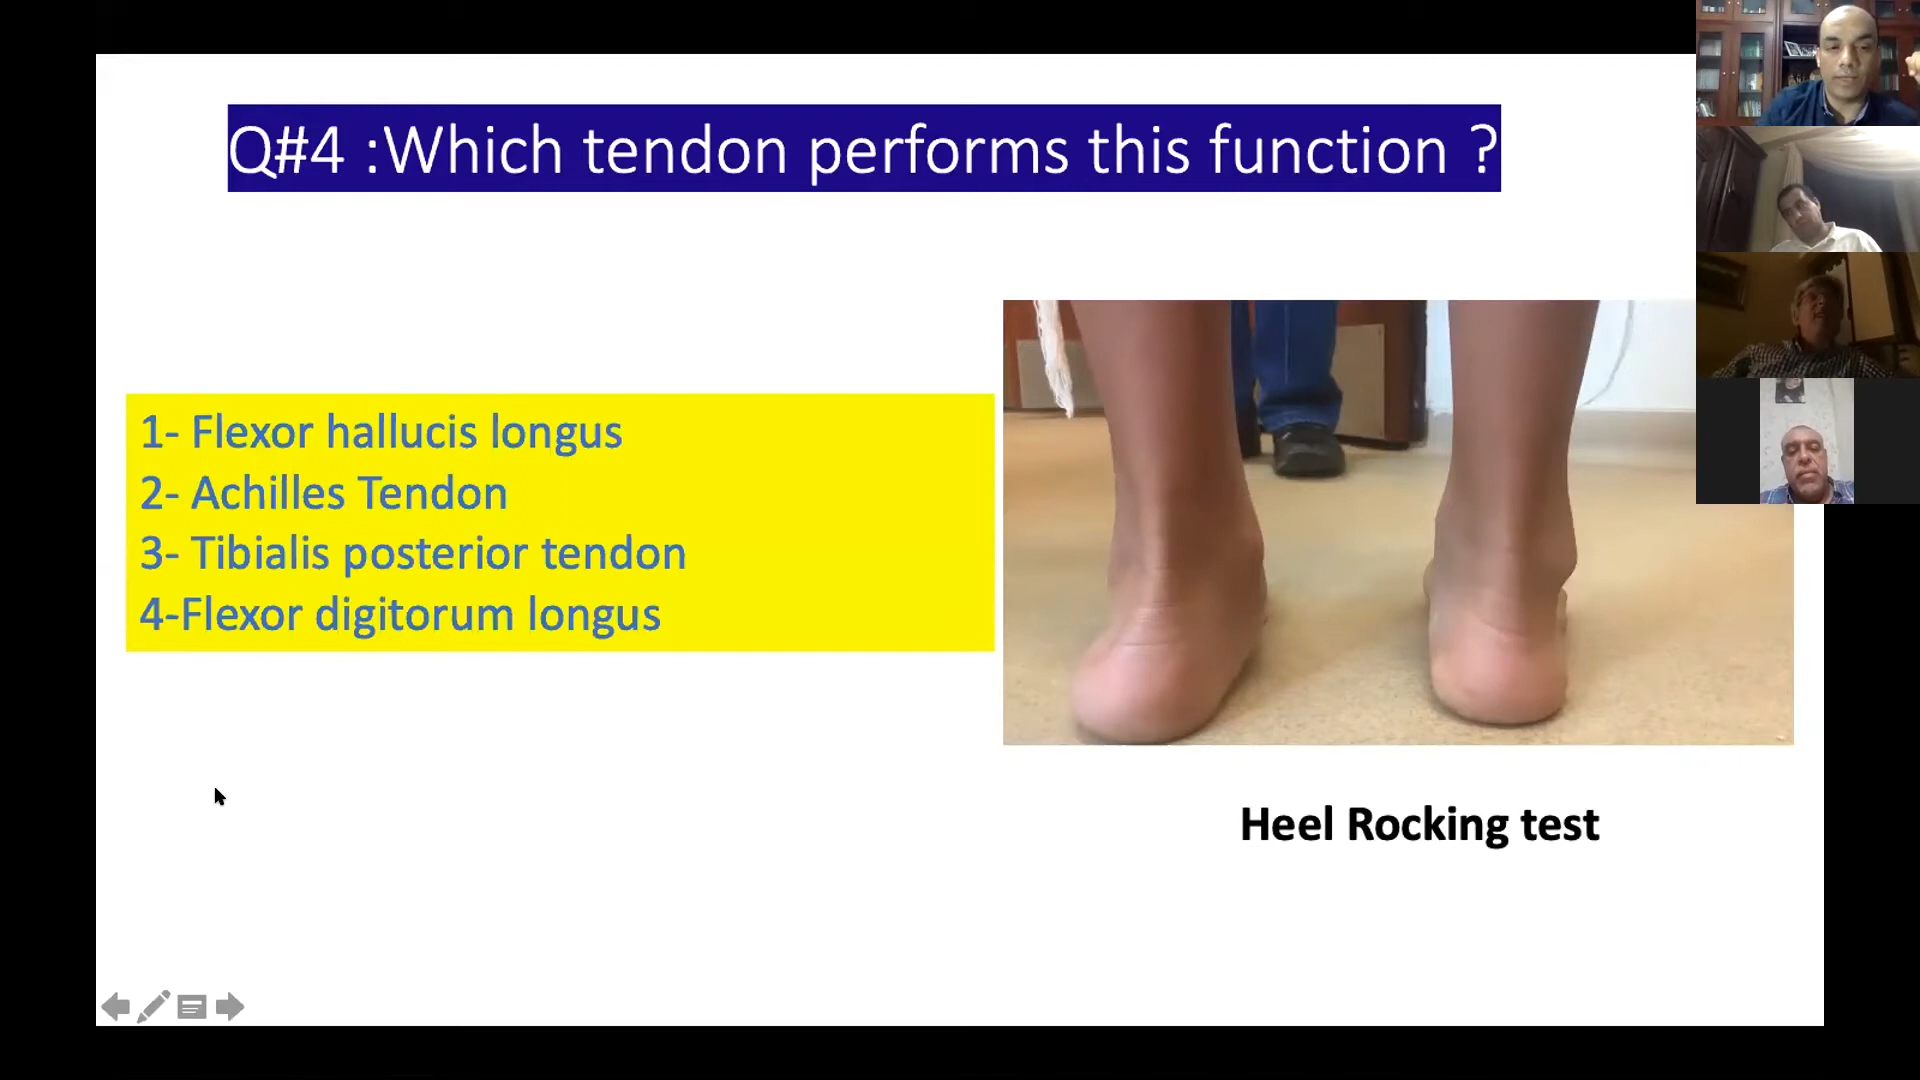 Q#4 :Which tendon performs this function ?
1- Flexor hallucis longus
2- Achilles Tendon
3- Tibialis posterior tendon
4-Flexor digitorum longus
Heel Rocking test